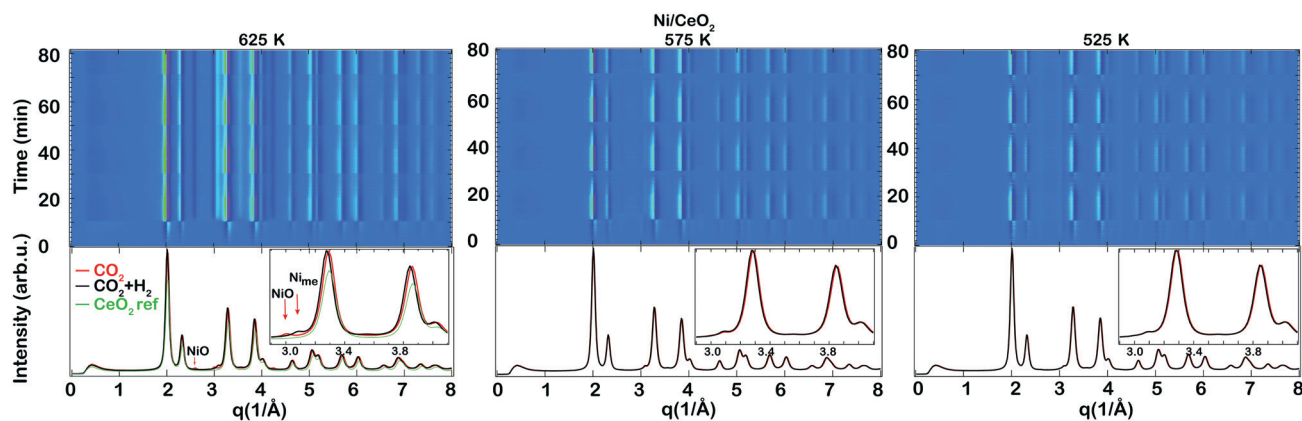 Ni/CeO2
625 K
575 K
525 K
Time (min)
80
60
40
20
0
80
60
40
20
0
80
60
40
20
0
Intensity (arb.u.)
CO2
CO2+H2
CeO2 ref
NiO
NiO
Nime
3.0
3.4
3.8
3.0
3.4
3.8
3.0
3.4
3.8
0 1 2 3 4 5 6 7 8
0 1 2 3 4 5 6 7 8
0 1 2 3 4 5 6 7 8
q(1/Å)
q(1/Å)
q(1/Å)